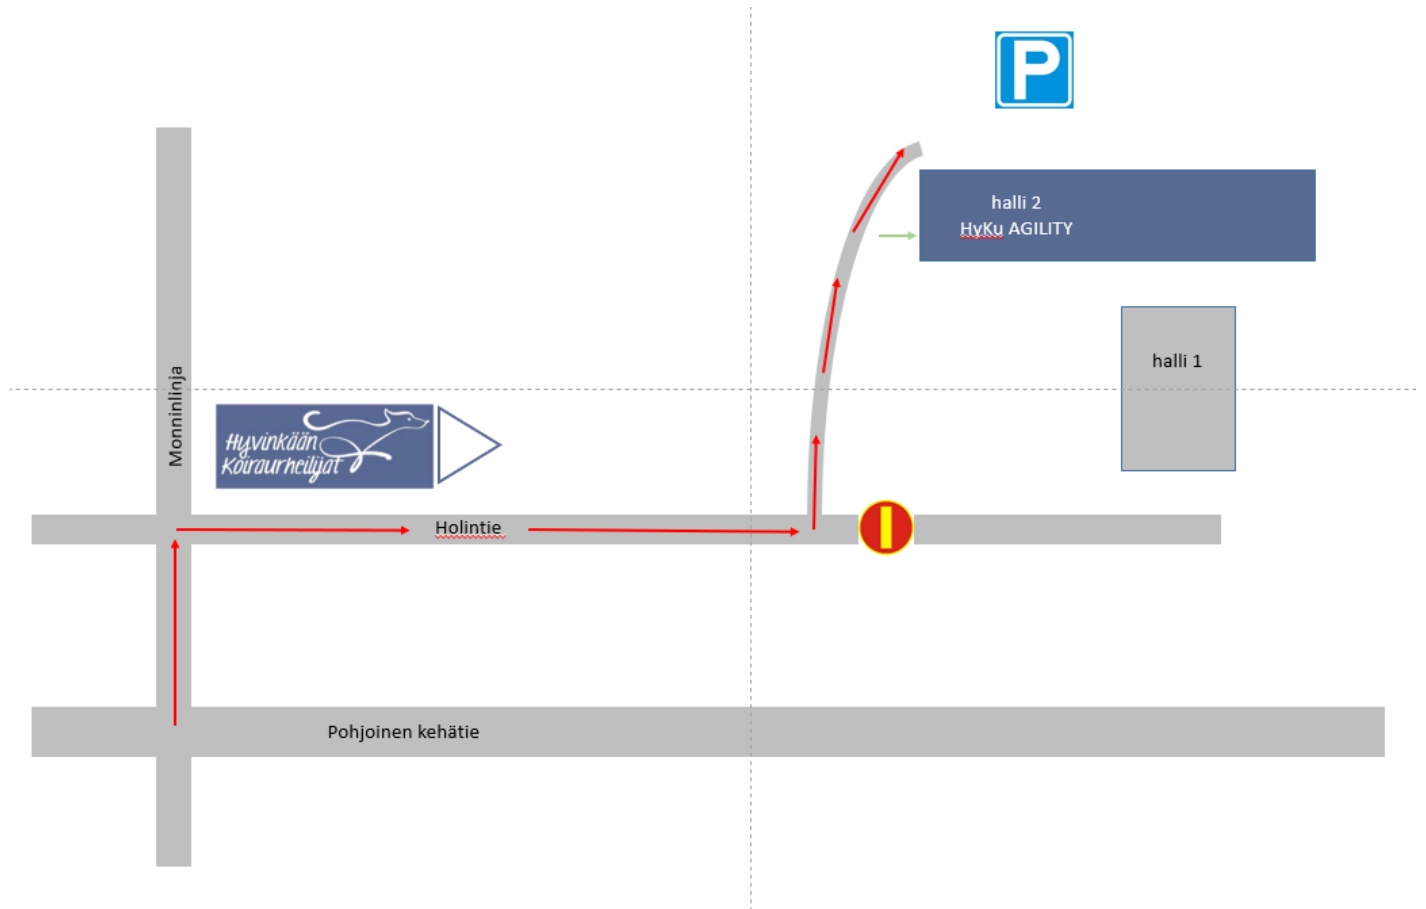 P
halli 2
HyKu AGILITY
halli 1
Monninlinja
Hyvinkään
Koiraurheilijat
Holintie
Pohjoinen kehätie